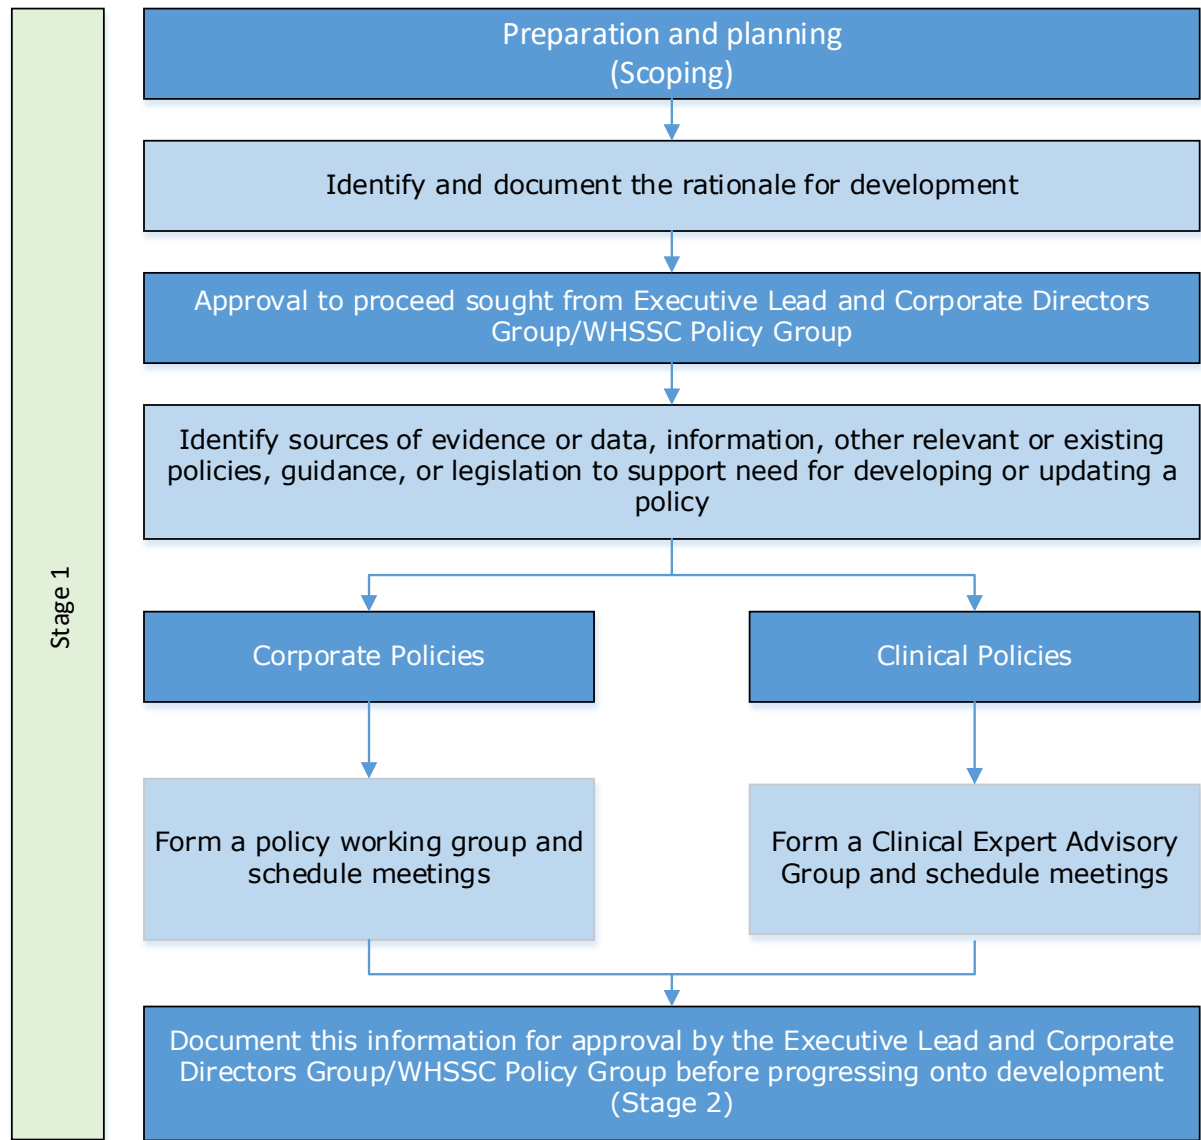 Stage 1
Preparation and planning
(Scoping)
Identify and document the rationale for development
Approval to proceed sought from Executive Lead and Corporate Directors
Group/WHSSC Policy Group
Identify sources of evidence or data, information, other relevant or existing
policies, guidance, or legislation to support need for developing or updating a
policy
Corporate Policies
Clinical Policies
Form a policy working group and
schedule meetings
Form a Clinical Expert Advisory
Group and schedule meetings
Document this information for approval by the Executive Lead and Corporate
Directors Group/WHSSC Policy Group before progressing onto development
(Stage 2)